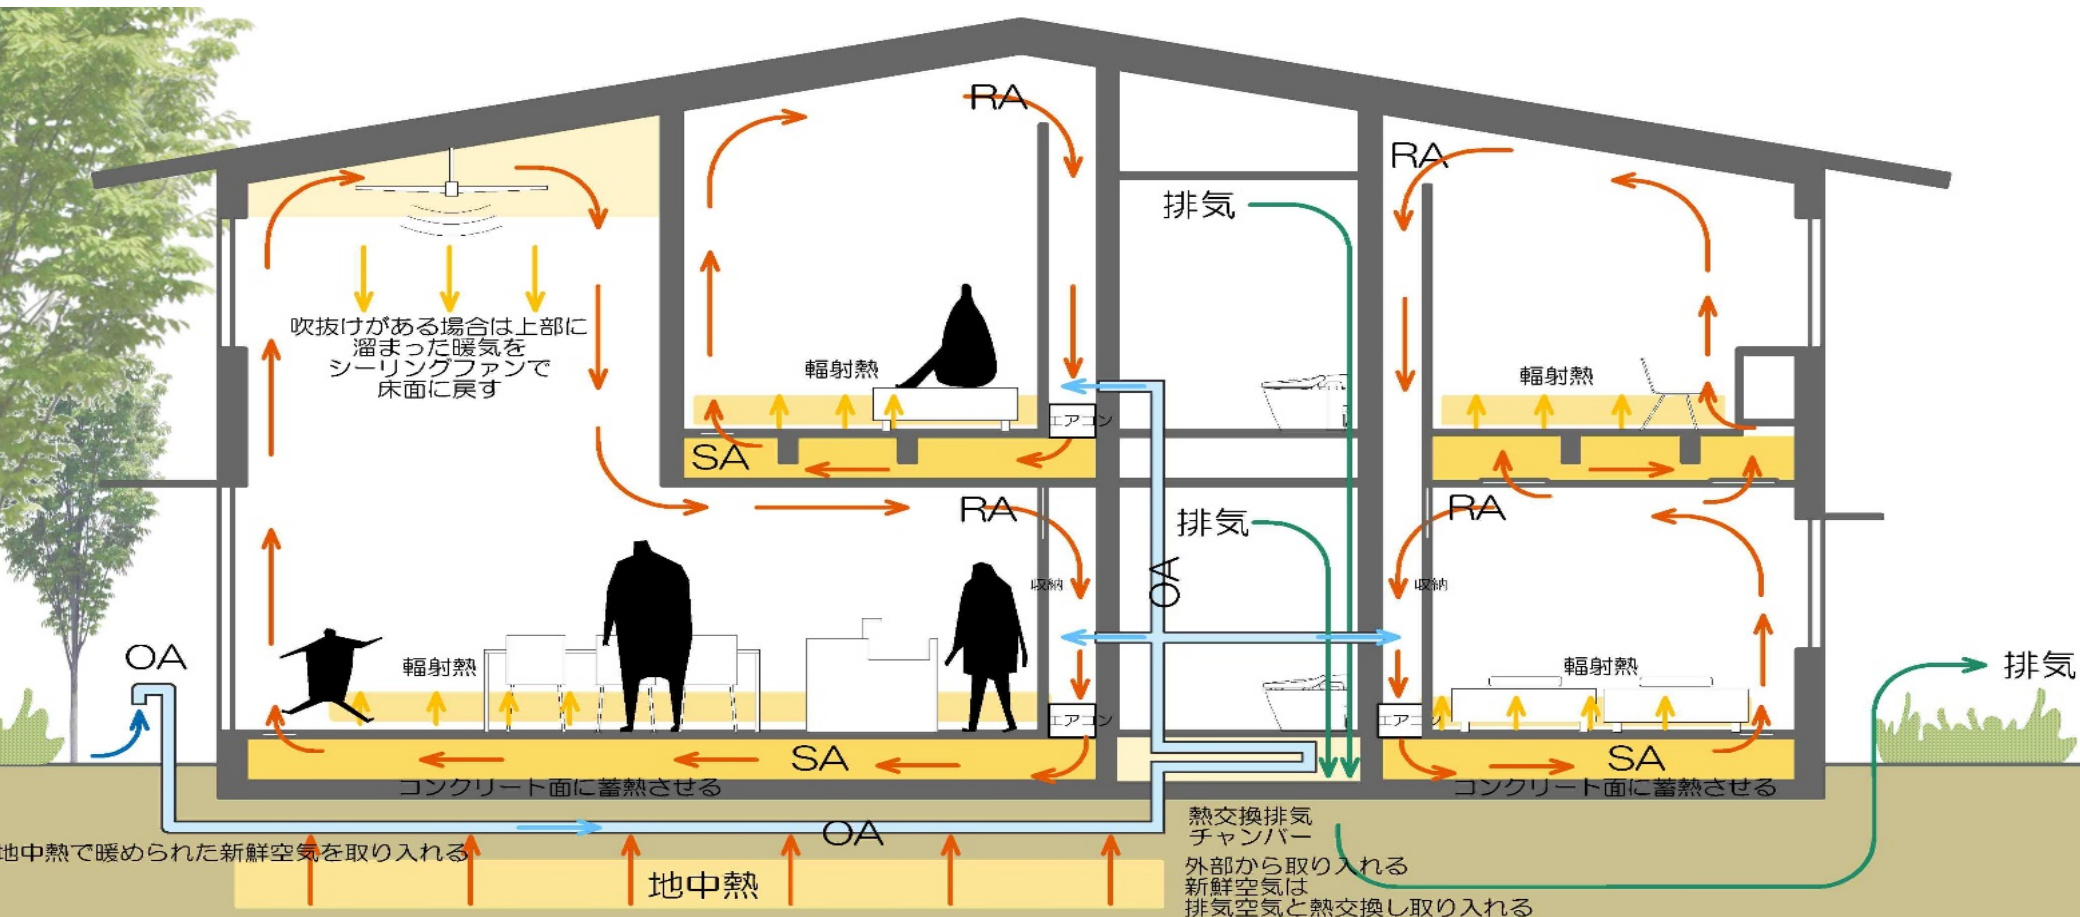 RA
RA
排気
吹抜けがある場合は上部に
溜まった暖気を
シーリングファンで
床面に戻す
輻射熱
輻射熱
エアコン
SA
RA
RA
排気
OA
収納
収納
OA
輻射熱
輻射熱
排気
エアコン
エアコン
SA
SA
コンクリート面に蓄熱させる
コンクリート面に蓄熱させる
OA
地中熱で暖められた新鮮空気を取り入れる
地中熱
熱交換排気
チャンバー
外部から取り入れる
新鮮空気は
排気空気と熱交換し取り入れる